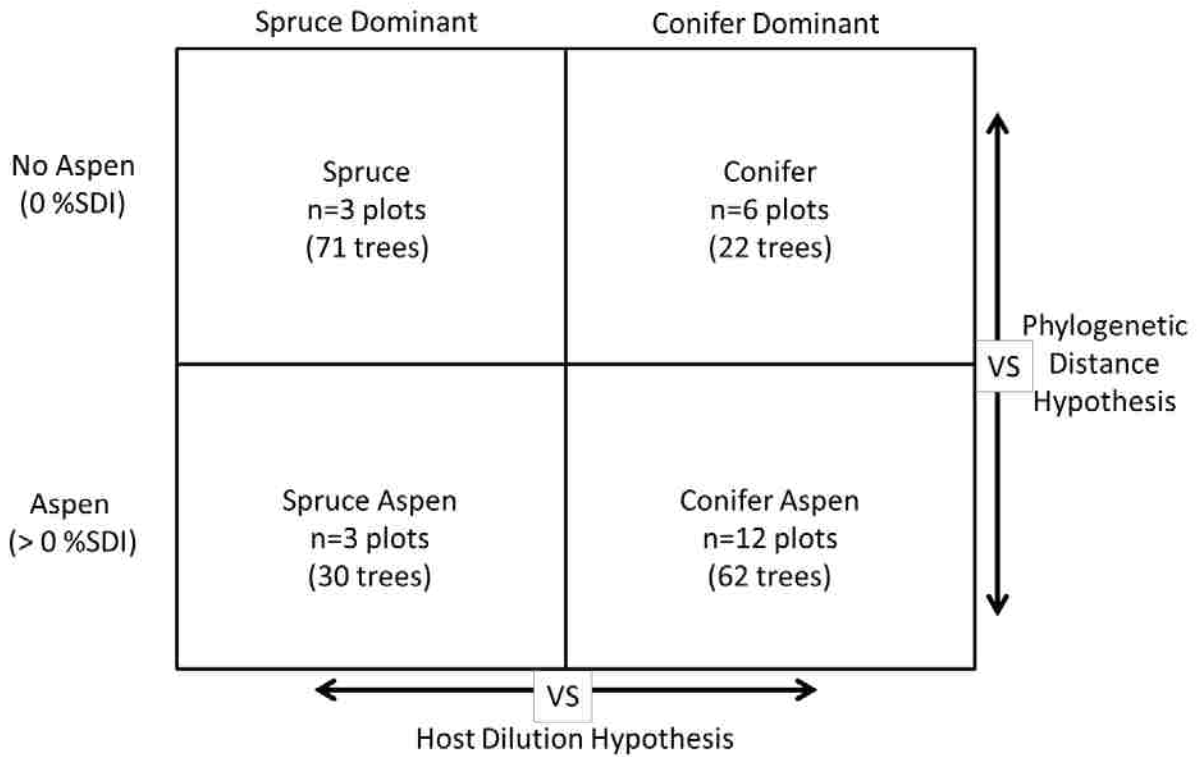 Spruce Dominant
Conifer Dominant
No Aspen
(0 %SDI)
Spruce
n=3 plots
(71 trees)
Conifer
n=6 plots
(22 trees)
VS
Phylogenetic
Distance
Hypothesis
Aspen
(> 0 %SDI)
Spruce Aspen
n=3 plots
(30 trees)
Conifer Aspen
n=12 plots
(62 trees)
VS
Host Dilution Hypothesis